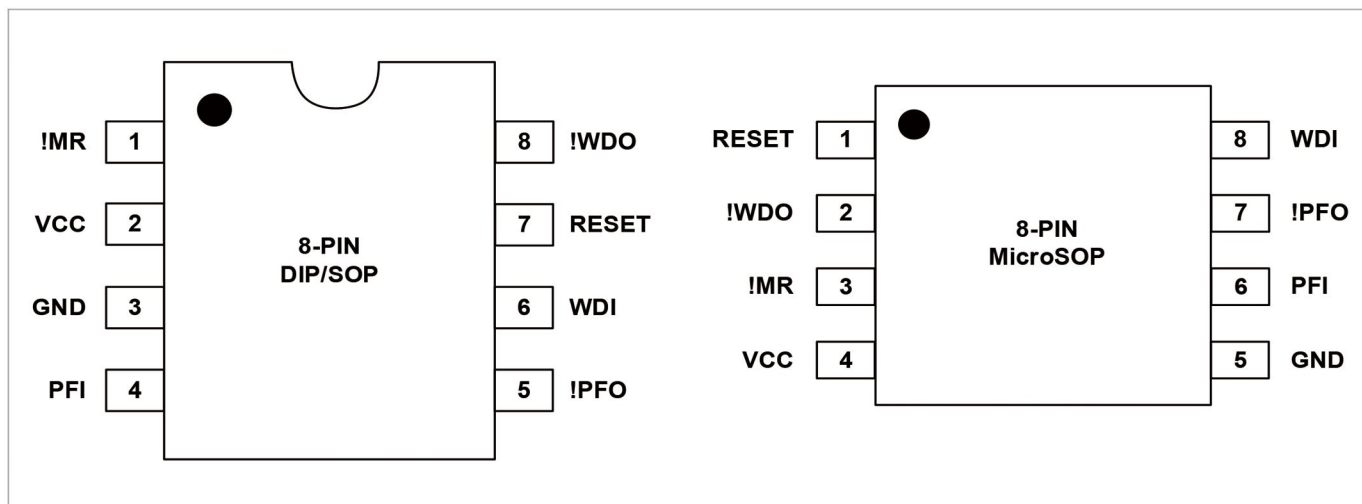 !MR 1 8 !WDO
VCC 2 7 RESET
8-PIN
DIP/SOP
GND 3 6 WDI
PFI 4 5 !PFO
RESET 1 8 WDI
!WDO 2 7 !PFO
8-PIN
MicroSOP
!MR 3 6 PFI
VCC 4 5 GND